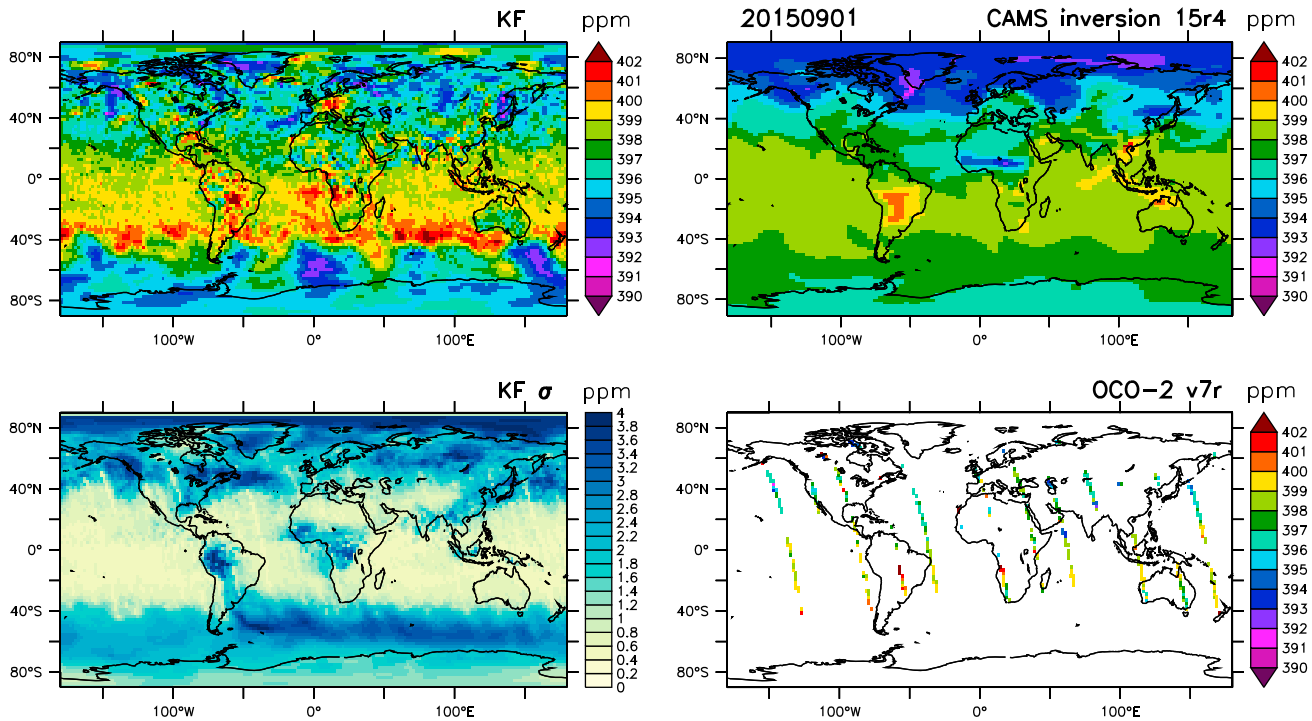 KF ppm
80°N
40°N
0°
40°S
80°S
100°W 0° 100°E
402
401
400
399
398
397
396
395
394
393
392
391
390
20150901 CAMS inversion 15r4 ppm
80°N
40°N
0°
40°S
80°S
100°W 0° 100°E
402
401
400
399
398
397
396
395
394
393
392
391
390
KF σ ppm
80°N
40°N
0°
40°S
80°S
100°W 0° 100°E
4
3.8
3.6
3.4
3.2
3
2.8
2.6
2.4
2.2
2
1.8
1.6
1.4
1.2
1
0.8
0.6
0.4
0.2
0
OCO-2 v7r ppm
80°N
40°N
0°
40°S
80°S
100°W 0° 100°E
402
401
400
399
398
397
396
395
394
393
392
391
390